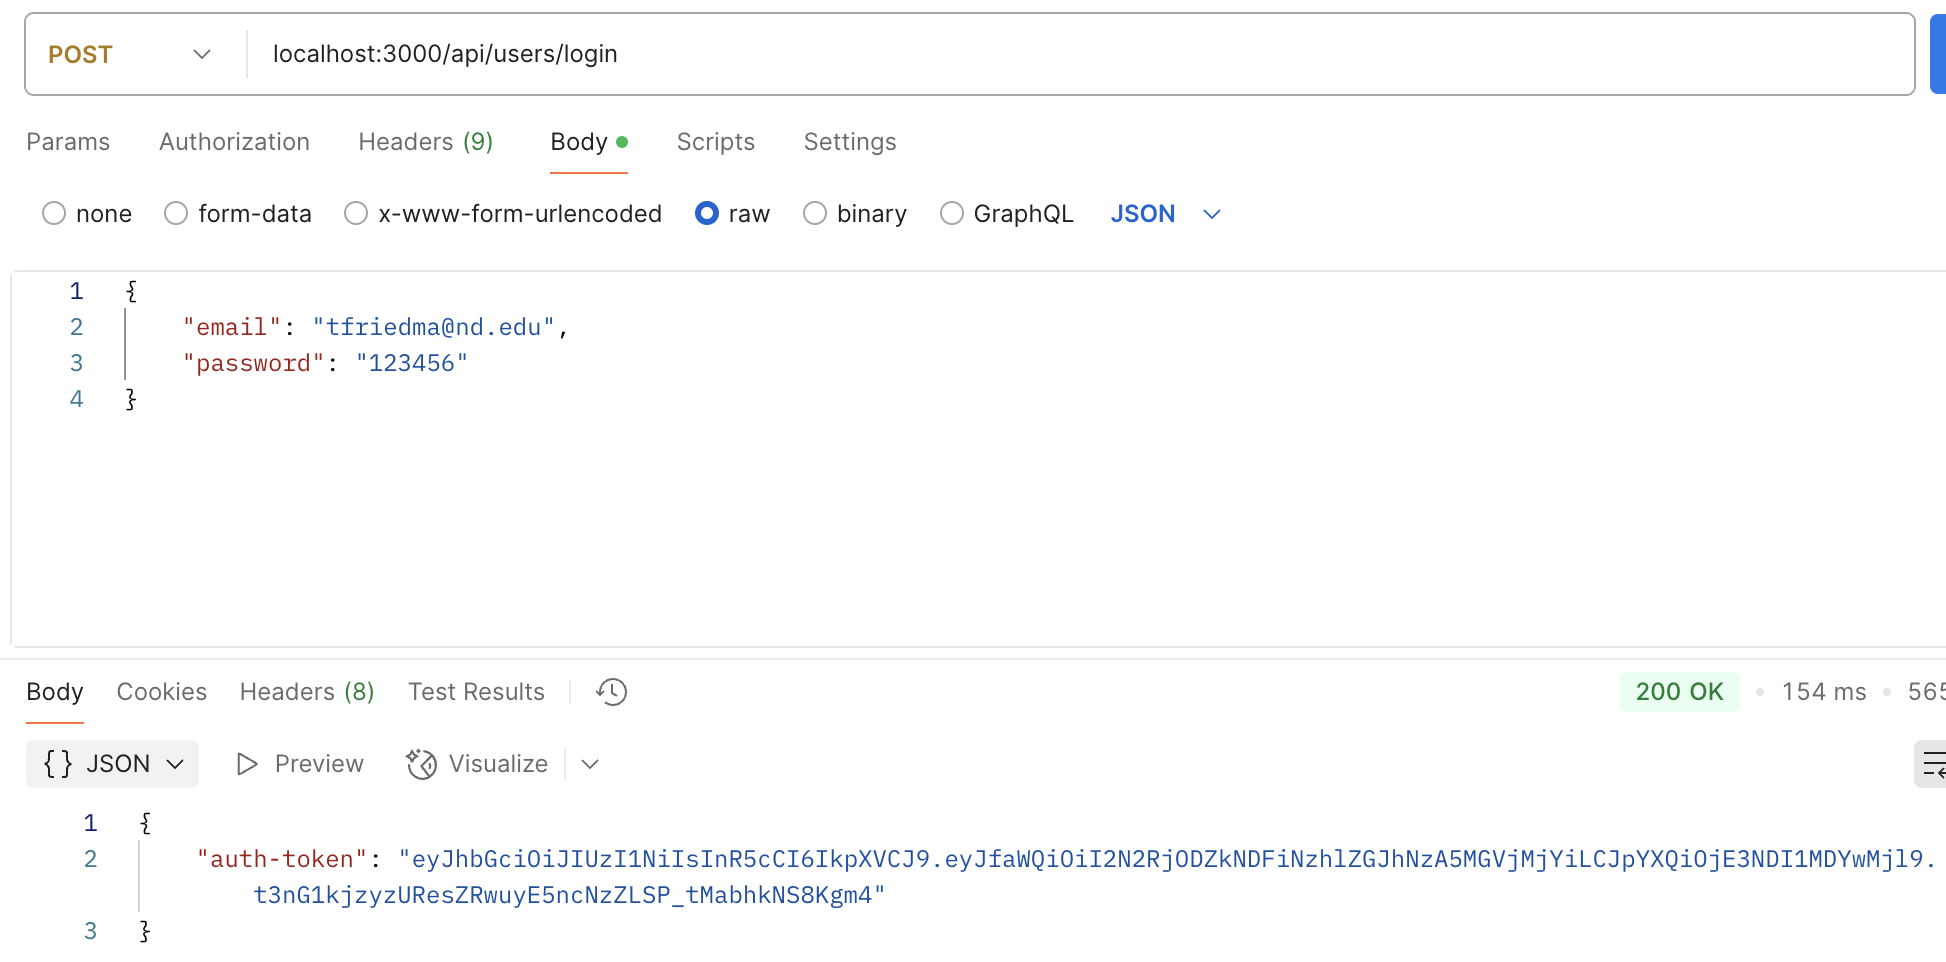 POST localhost:3000/api/users/login
Params Authorization Headers (9) Body Scripts Settings
none form-data x-www-form-urlencoded raw binary GraphQL JSON
1 {
2 "email": "tfriedma@nd.edu",
3 "password": "123456"
4 }
Body Cookies Headers (8) Test Results 200 OK 154 ms 565
{} JSON Preview Visualize
1 {
2 "auth-token": "eyJhbGciOiJIUzI1NiIsInR5cCI6IkpXVCJ9.eyJfaWQiOiI2N2RjODZkNDFiNzhlZGJhNzA5MGVjMjYiLCJpYXQiOjE3NDI1MDYwMjl9.
t3nG1kjzyzUResZRwuyE5ncNzZLSP_tMabhkNS8Kgm4"
3 }